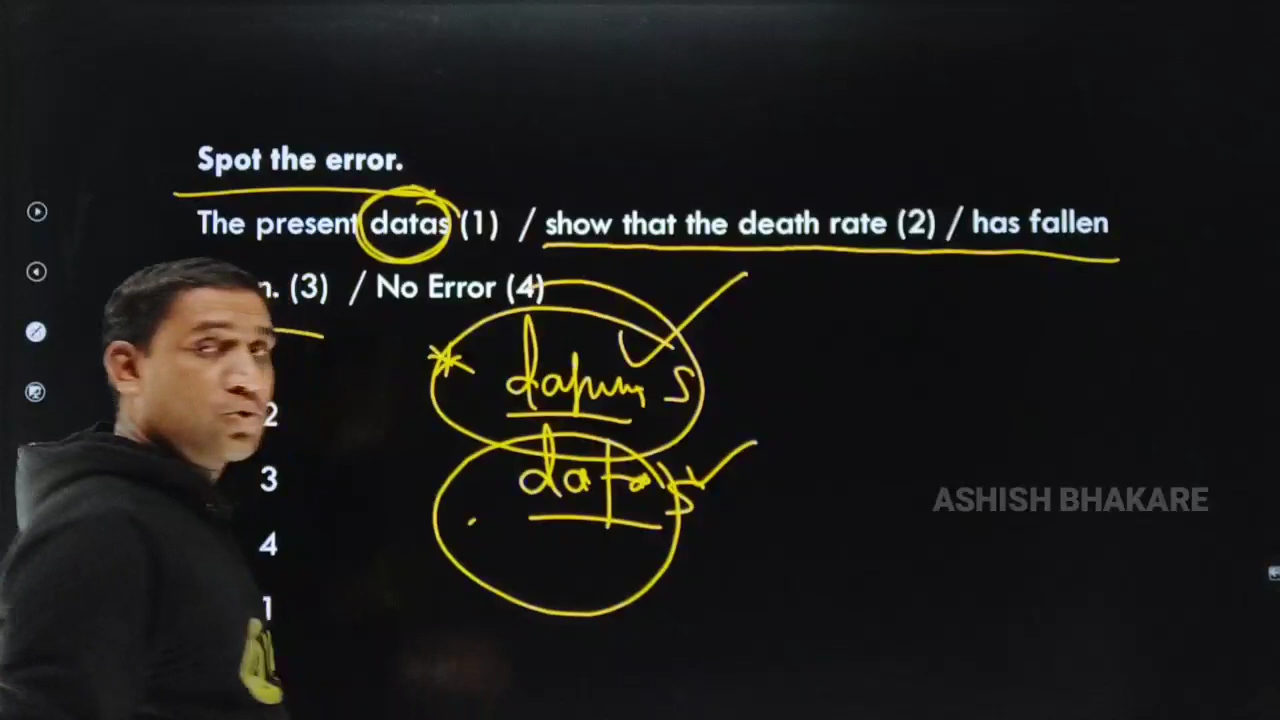 Spot the error.
The present datas (1) / show that the death rate (2) / has fallen
n. (3) / No Error (4)
2
3
4
1
datum s
data s
ASHISH BHAKARE